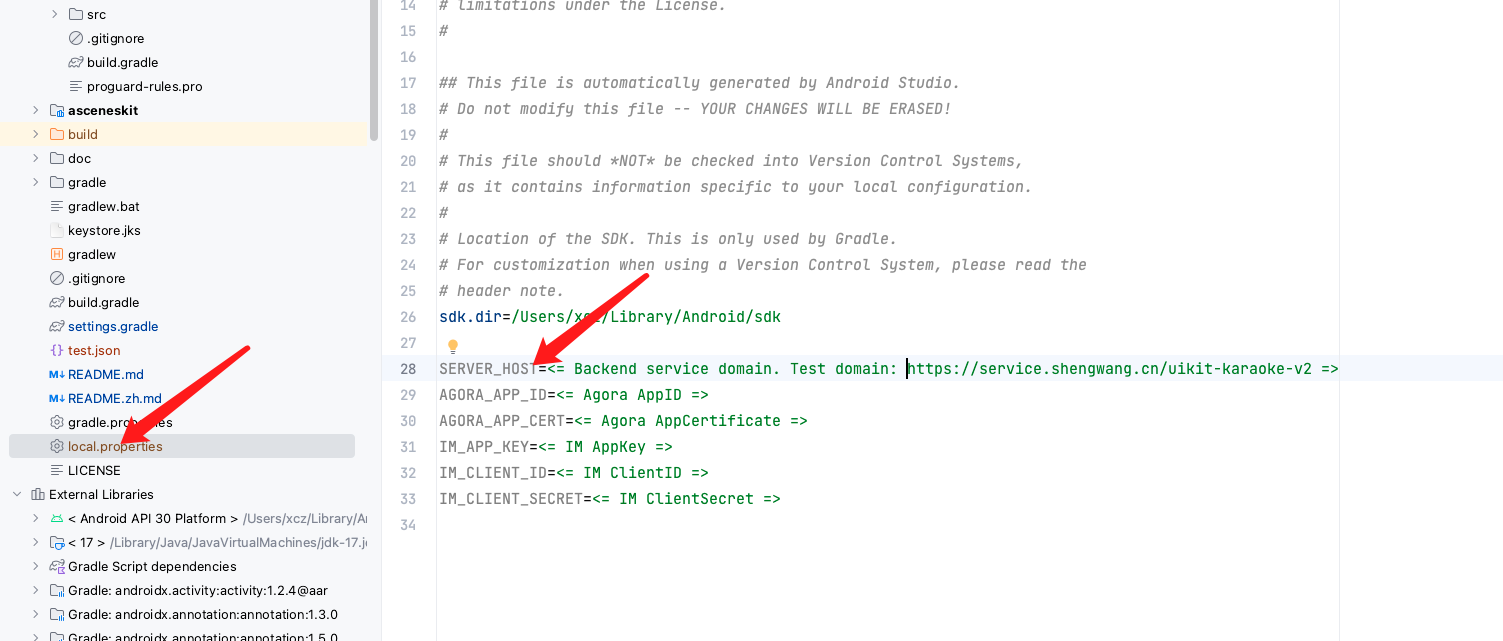 src
.gitignore
build.gradle
proguard-rules.pro
asceneskit
build
doc
gradle
gradlew.bat
keystore.jks
gradlew
.gitignore
build.gradle
settings.gradle
test.json
README.md
README.zh.md
gradle.properties
local.properties
LICENSE
External Libraries
< Android API 30 Platform > /Users/xcz/Library/
< 17 > /Library/Java/JavaVirtualMachines/
Gradle Script dependencies
Gradle: androidx.activity:activity:1.2.4@aar
Gradle: androidx.annotation:annotation:1.3.0
Gradle: androidx.annotation:annotation:1.5.0
14 # limitations under the License.
15 #
16
17 ## This file is automatically generated by Android Studio.
18 # Do not modify this file -- YOUR CHANGES WILL BE ERASED!
19 #
20 # This file should *NOT* be checked into Version Control Systems,
21 # as it contains information specific to your local configuration.
22 #
23 # Location of the SDK. This is only used by Gradle.
24 # For customization when using a Version Control System, please read the
25 # header note.
26 sdk.dir=/Users/xcz/Library/Android/sdk
27
28 SERVER_HOST=<= Backend service domain. Test domain: https://service.shengwang.cn/uikit-karaoke-v2 =>
29 AGORA_APP_ID=<= Agora AppID =>
30 AGORA_APP_CERT=<= Agora AppCertificate =>
31 IM_APP_KEY=<= IM AppKey =>
32 IM_CLIENT_ID=<= IM ClientID =>
33 IM_CLIENT_SECRET=<= IM ClientSecret =>
34